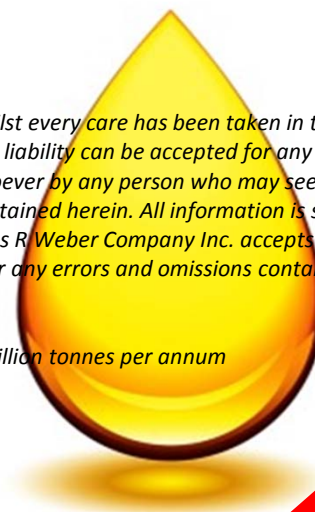 lst every care has been taken in t
liability can be accepted for any
ever by any person who may see
tained herein. All information is s
s R Weber Company Inc. accepts
r any errors and omissions conta
illion tonnes per annum